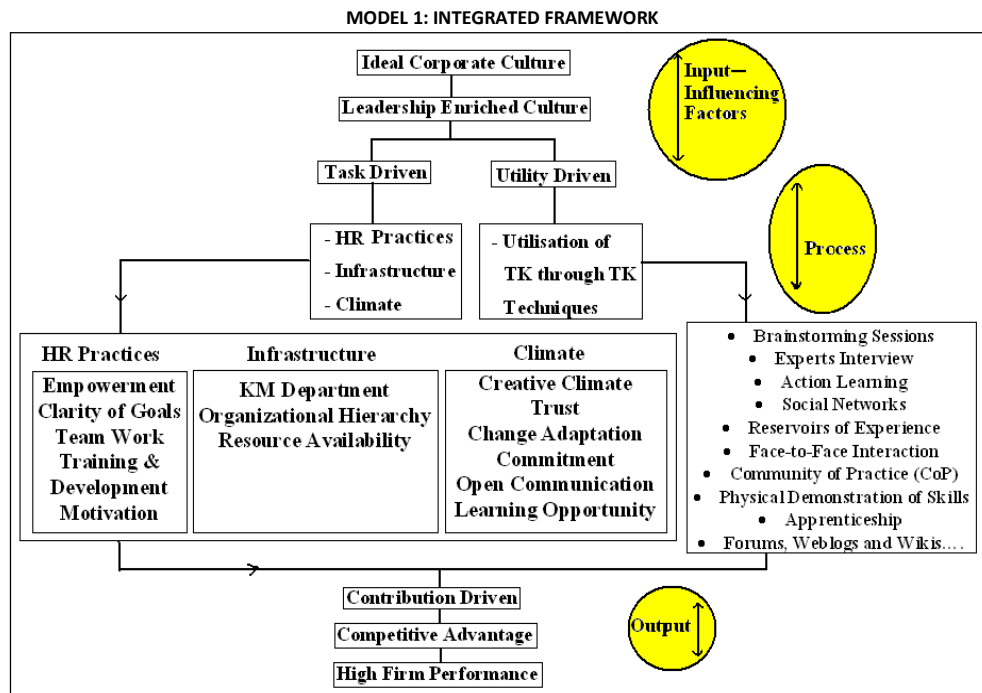 MODEL 1: INTEGRATED FRAMEWORK
Ideal Corporate Culture
Leadership Enriched Culture
Input—
Influencing
Factors
Task Driven
Utility Driven
- HR Practices
- Infrastructure
- Climate
- Utilisation of
TK through TK
Techniques
Process
HR Practices
Empowerment
Clarity of Goals
Team Work
Training &
Development
Motivation
Infrastructure
KM Department
Organizational Hierarchy
Resource Availability
Climate
Creative Climate
Trust
Change Adaptation
Commitment
Open Communication
Learning Opportunity
• Brainstorming Sessions
• Experts Interview
• Action Learning
• Social Networks
• Reservoirs of Experience
• Face-to-Face Interaction
• Community of Practice (CoP)
• Physical Demonstration of Skills
• Apprenticeship
• Forums, Weblogs and Wikis....
Contribution Driven
Competitive Advantage
High Firm Performance
Output